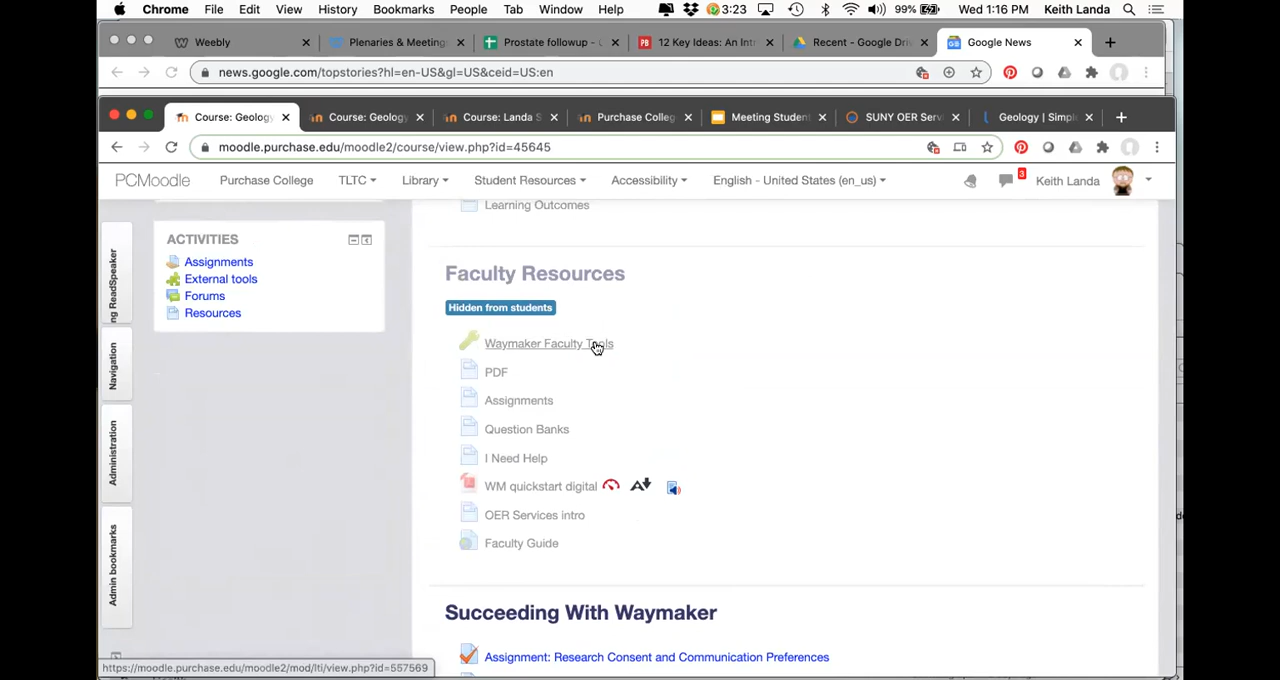 Chrome File Edit View History Bookmarks People Tab Window Help 3:23 99% Wed 1:16 PM Keith Landa
Weebly Plenaries & Meeting Prostate followup - 12 Key Ideas: An Intr Recent - Google Driv Google News
news.google.com/topstories?hl=en-US&gl=US&ceid=US:en
Course: Geology Course: Geology Course: Landa S Purchase Colleg Meeting Student SUNY OER Serv Geology | Simple
moodle.purchase.edu/moodle2/course/view.php?id=45645
PCMoodle Purchase College TLTC Library Student Resources Accessibility English - United States (en_us) 3 Keith Landa
Learning Outcomes
ACTIVITIES
Assignments
External tools
Forums
Resources
ng ReadSpeaker
Navigation
Administration
Admin bookmarks
Faculty Resources
Hidden from students
Waymaker Faculty Tools
PDF
Assignments
Question Banks
I Need Help
WM quickstart digital A
OER Services intro
Faculty Guide
Succeeding With Waymaker
Assignment: Research Consent and Communication Preferences
https://moodle.purchase.edu/moodle2/mod/lti/view.php?id=557569